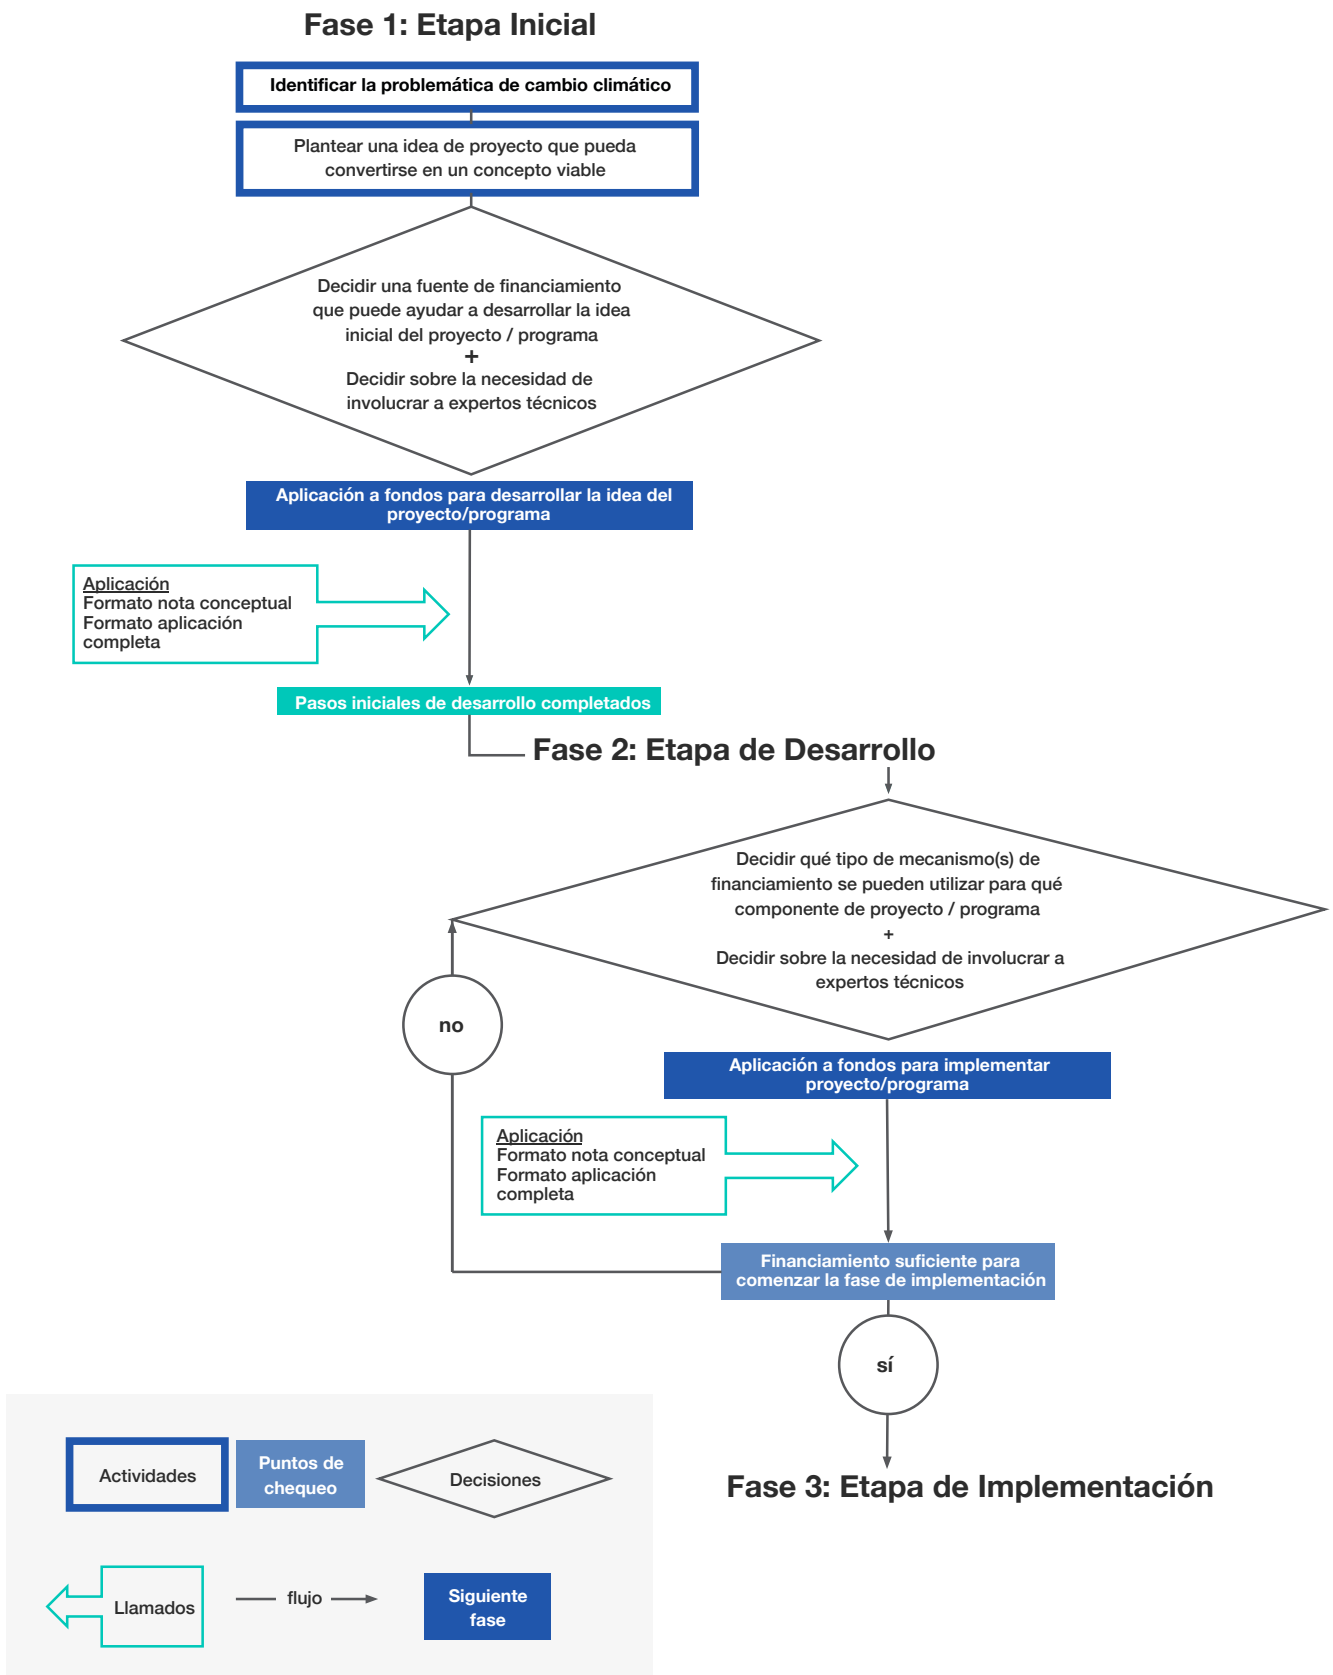 Fase 1: Etapa Inicial
Identificar la problemática de cambio climático
Plantear una idea de proyecto que pueda
convertirse en un concepto viable
Decidir una fuente de financiamiento
que puede ayudar a desarrollar la idea
inicial del proyecto / programa
+
Decidir sobre la necesidad de
involucrar a expertos técnicos
Aplicación a fondos para desarrollar la idea del
proyecto/programa
Aplicación
Formato nota conceptual
Formato aplicación
completa
Pasos iniciales de desarrollo completados
Fase 2: Etapa de Desarrollo
Decidir qué tipo de mecanismo(s) de
financiamiento se pueden utilizar para qué
componente de proyecto / programa
+
Decidir sobre la necesidad de involucrar a
expertos técnicos
no
Aplicación a fondos para implementar
proyecto/programa
Aplicación
Formato nota conceptual
Formato aplicación
completa
Financiamiento suficiente para
comenzar la fase de implementación
sí
Fase 3: Etapa de Implementación
Actividades
Puntos de
chequeo
Decisiones
Llamados
flujo
Siguiente
fase